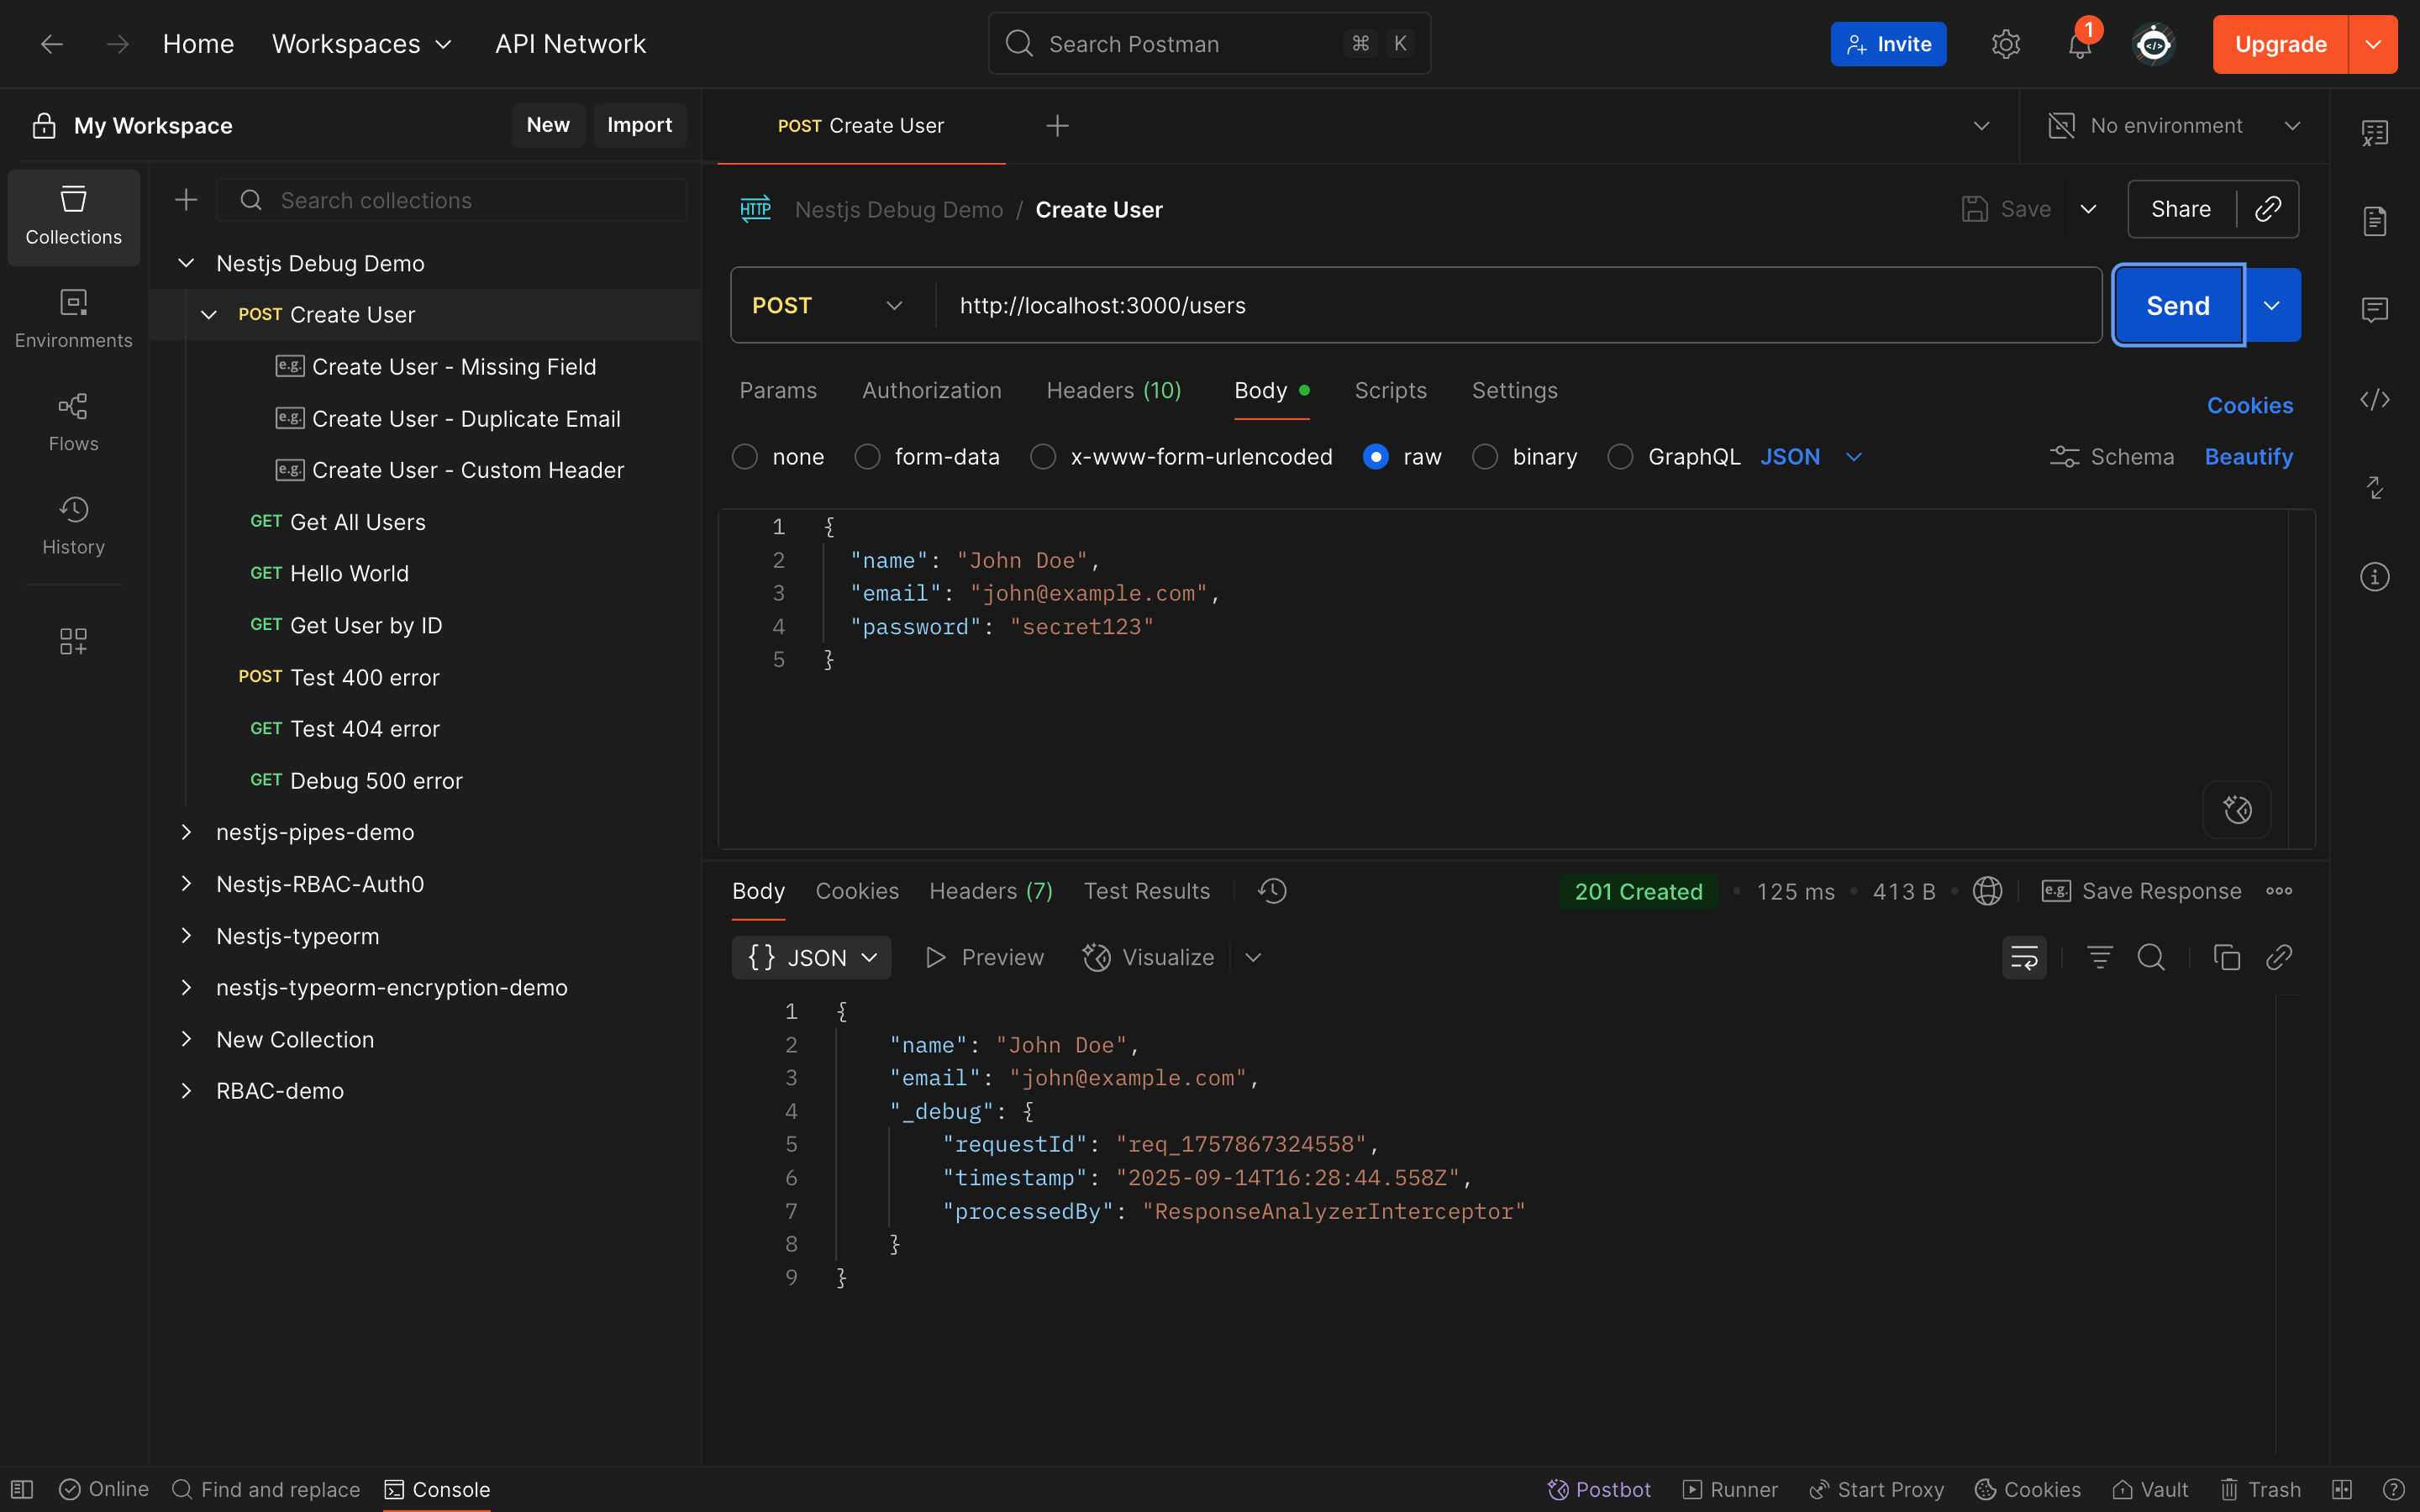 Home Workspaces API Network
Search Postman ⌘ K
Invite
1
Upgrade
My Workspace New Import
POST Create User
No environment
Collections
Environments
Flows
History
Search collections
Nestjs Debug Demo
POST Create User
e.g. Create User - Missing Field
e.g. Create User - Duplicate Email
e.g. Create User - Custom Header
GET Get All Users
GET Hello World
GET Get User by ID
POST Test 400 error
GET Test 404 error
GET Debug 500 error
nestjs-pipes-demo
Nestjs-RBAC-Auth0
Nestjs-typeorm
nestjs-typeorm-encryption-demo
New Collection
RBAC-demo
HTTP Nestjs Debug Demo / Create User
Save Share
POST http://localhost:3000/users Send
Params Authorization Headers (10) Body Scripts Settings
Cookies
none form-data x-www-form-urlencoded raw binary GraphQL JSON
Schema Beautify
1 {
2 "name": "John Doe",
3 "email": "john@example.com",
4 "password": "secret123"
5 }
Body Cookies Headers (7) Test Results
201 Created 125 ms 413 B e.g. Save Response
{} JSON Preview Visualize
1 {
2 "name": "John Doe",
3 "email": "john@example.com",
4 "_debug": {
5 "requestId": "req_1757867324558",
6 "timestamp": "2025-09-14T16:28:44.558Z",
7 "processedBy": "ResponseAnalyzerInterceptor"
8 }
9 }
Online Find and replace Console
Postbot Runner Start Proxy Cookies Vault Trash